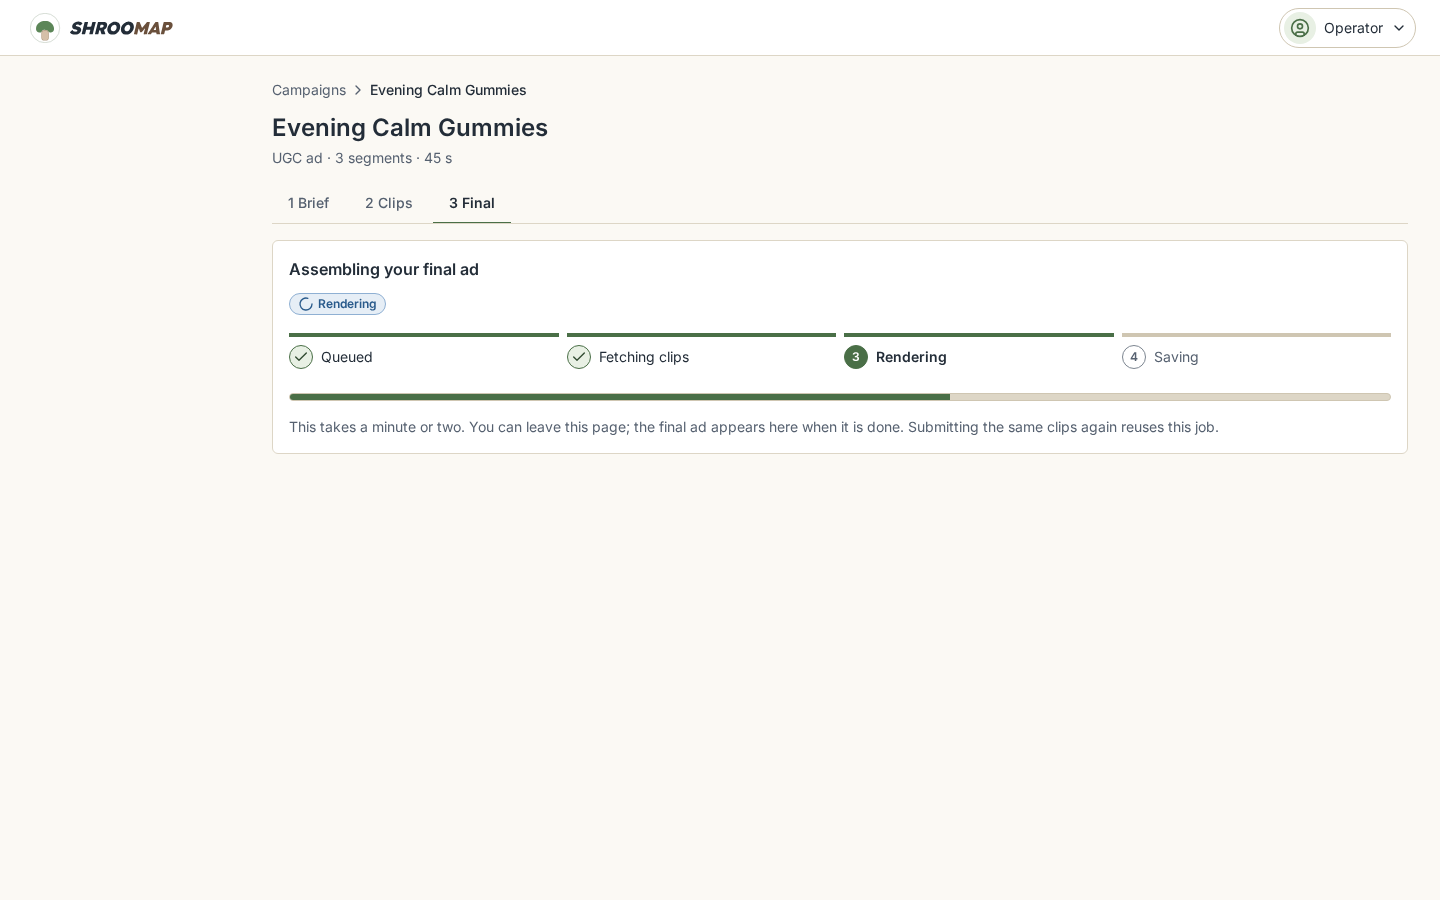 SHROOMAP
Operator
Campaigns > Evening Calm Gummies
Evening Calm Gummies
UGC ad · 3 segments · 45 s
1 Brief 2 Clips 3 Final
Assembling your final ad
Rendering
Queued Fetching clips 3 Rendering 4 Saving
This takes a minute or two. You can leave this page; the final ad appears here when it is done. Submitting the same clips again reuses this job.